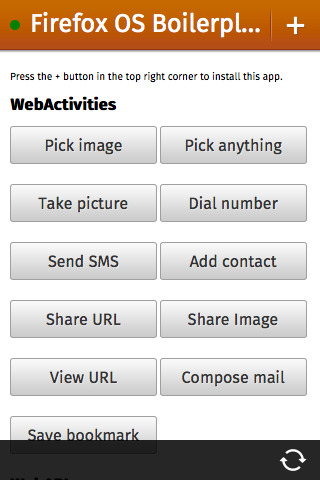 Firefox OS Boilerpl... +
Press the + button in the top right corner to install this app.
WebActivities
Pick image Pick anything
Take picture Dial number
Send SMS Add contact
Share URL Share Image
View URL Compose mail
Save bookmark